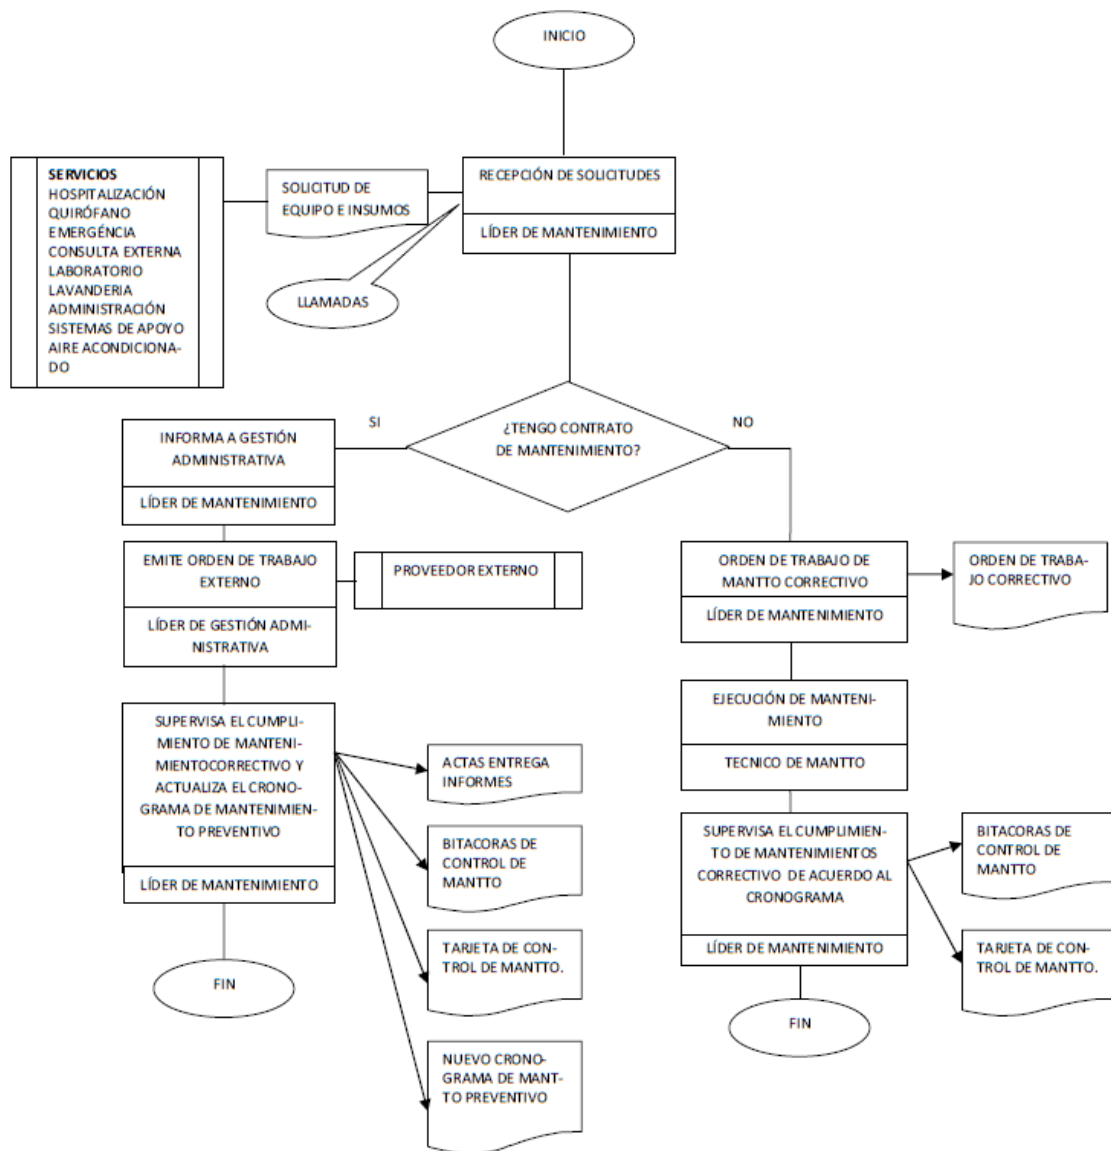 INICIO
SERVICIOS
HOSPITALIZACIÓN
QUIRÓFANO
EMERGÉNCIA
CONSULTA EXTERNA
LABORATORIO
LAVANDERIA
ADMINISTRACIÓN
SISTEMAS DE APOYO
AIRE ACONDICIONA-
DO
SOLICITUD DE
EQUIPO E INSUMOS
RECEPCIÓN DE SOLICITUDES
LÍDER DE MANTENIMIENTO
LLAMADAS
¿TENGO CONTRATO
DE MANTENIMIENTO?
SI
NO
INFORMA A GESTIÓN
ADMINISTRATIVA
LÍDER DE MANTENIMIENTO
EMITE ORDEN DE TRABAJO
EXTERNO
LÍDER DE GESTIÓN ADMI-
NISTRATIVA
PROVEEDOR EXTERNO
SUPERVISA EL CUMPLI-
MIENTO DE MANTENI-
MIENTOCORRECTIVO Y
ACTUALIZA EL CRONO-
GRAMA DE MANTENIMIEN-
TO PREVENTIVO
LÍDER DE MANTENIMIENTO
FIN
ACTAS ENTREGA
INFORMES
BITACORAS DE
CONTROL DE
MANTTO
TARJETA DE CON-
TROL DE MANTTO.
NUEVO CRONO-
GRAMA DE MANT-
TO PREVENTIVO
ORDEN DE TRABAJO DE
MANTTO CORRECTIVO
LÍDER DE MANTENIMIENTO
ORDEN DE TRABA-
JO CORRECTIVO
EJECUCIÓN DE MANTENI-
MIENTO
TECNICO DE MANTTO
SUPERVISA EL CUMPLIMIEN-
TO DE MANTENIMIENTOS
CORRECTIVO DE ACUERDO AL
CRONOGRAMA
LÍDER DE MANTENIMIENTO
FIN
BITACORAS DE
CONTROL DE
MANTTO
TARJETA DE CON-
TROL DE MANTTO.